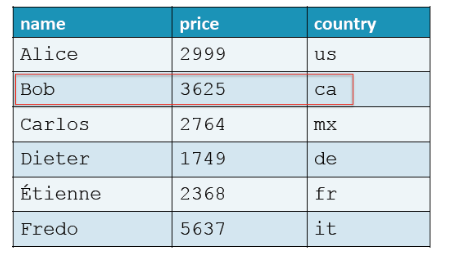 name price country
Alice 2999 us
Bob 3625 ca
Carlos 2764 mx
Dieter 1749 de
Étienne 2368 fr
Fredo 5637 it